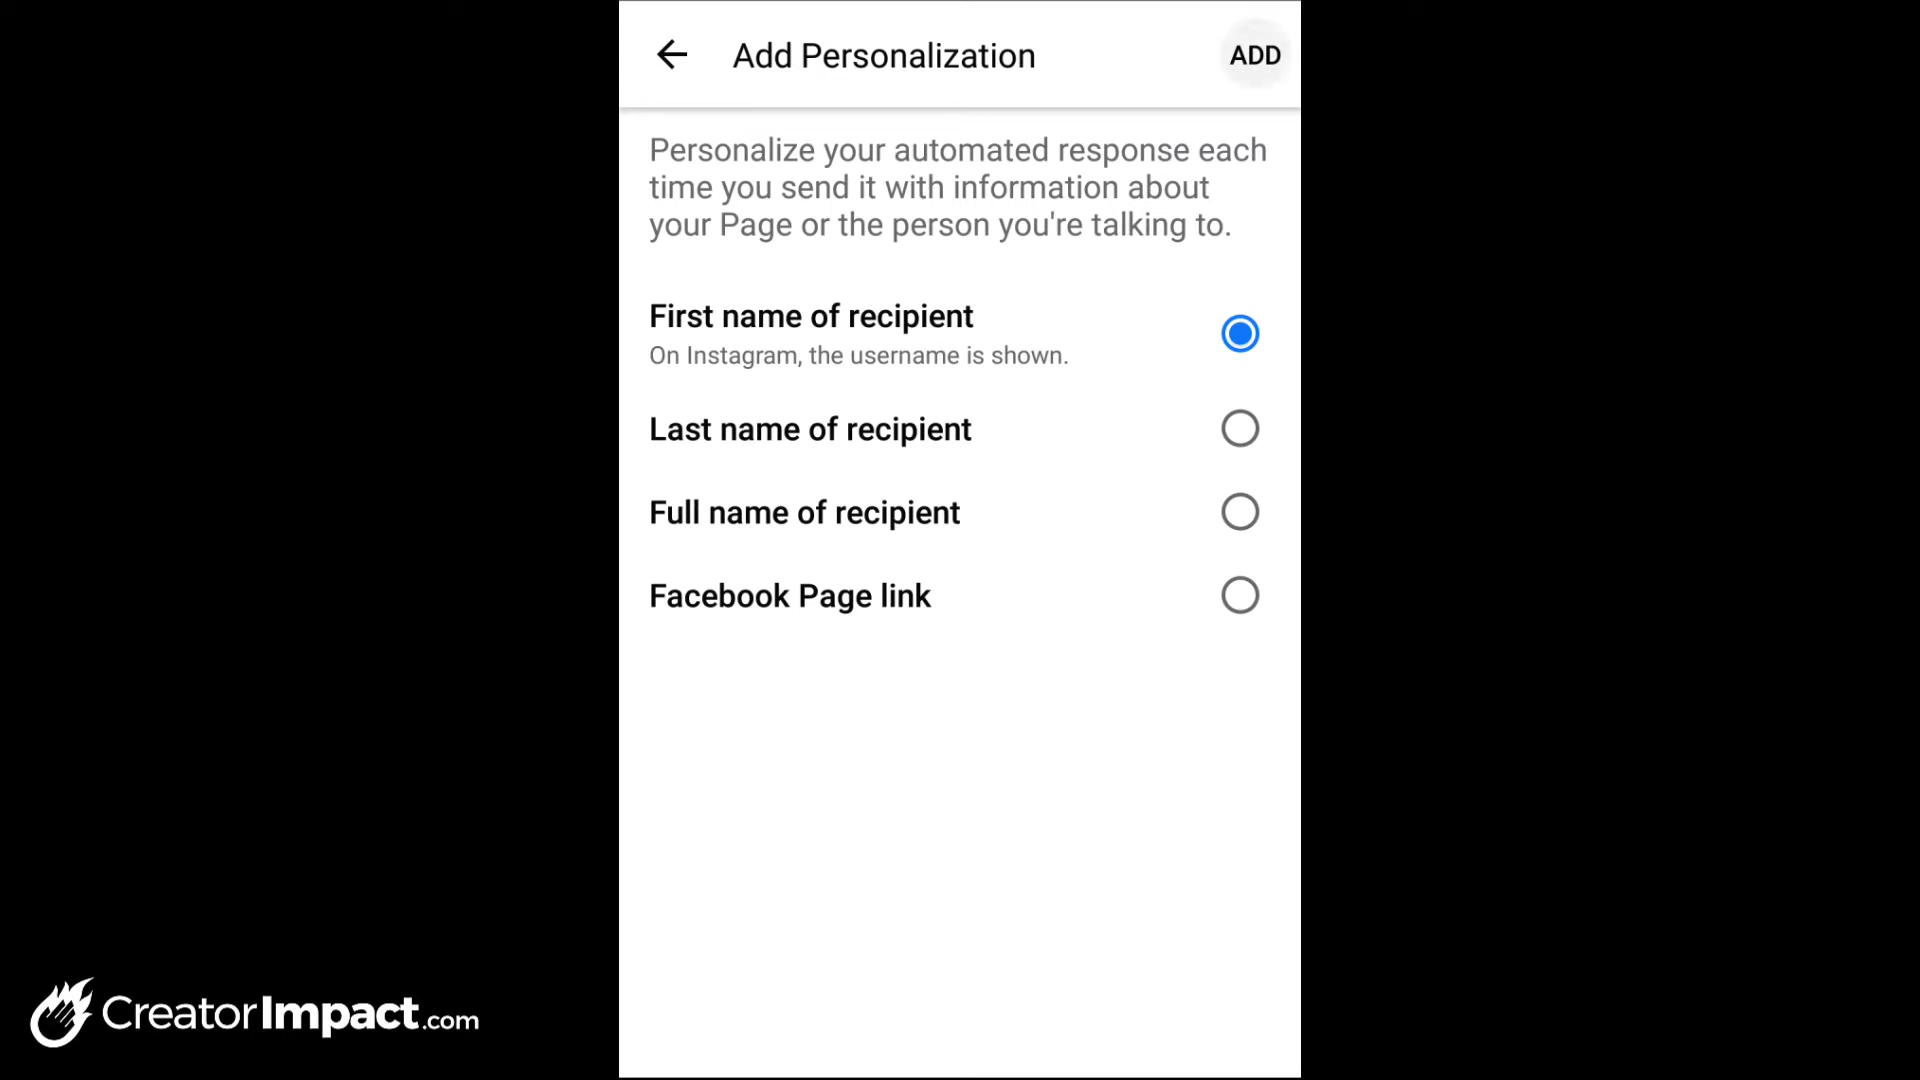 Add Personalization
ADD
Personalize your automated response each
time you send it with information about
your Page or the person you're talking to.
First name of recipient
On Instagram, the username is shown.
Last name of recipient
Full name of recipient
Facebook Page link
CreatorImpact.com